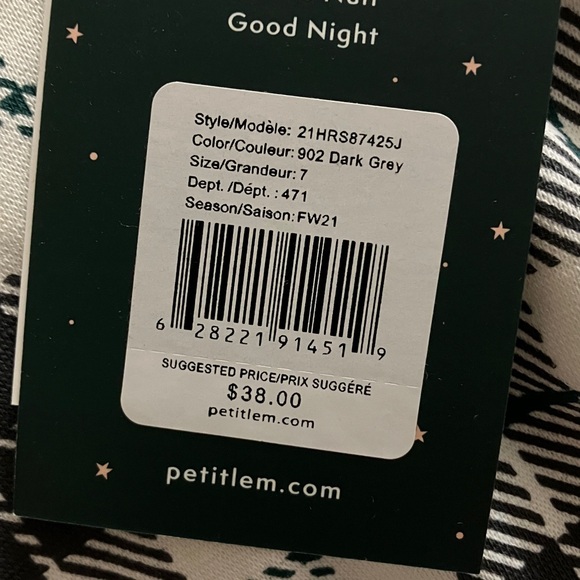 Good Night
Style/Modèle: 21HRS87425J
Color/Couleur: 902 Dark Grey
Size/Grandeur: 7
Dept. /Dépt. : 471
Season/Saison: FW21
6 28221 91451 9
SUGGESTED PRICE/PRIX SUGGÉRÉ
$38.00
petitlem.com
petitlem.com